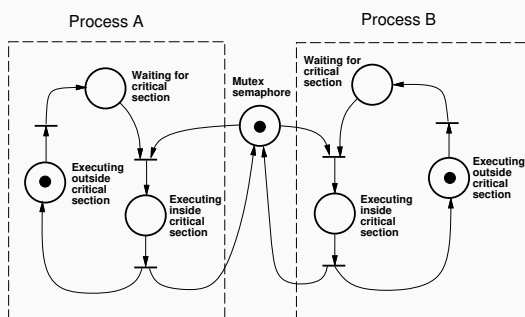 Process A
Process B
Waiting for
critical
section
Mutex
semaphore
Waiting for
critical
section
Executing
outside
critical
section
Executing
inside
critical
section
Executing
inside
critical
section
Executing
outside
critical
section